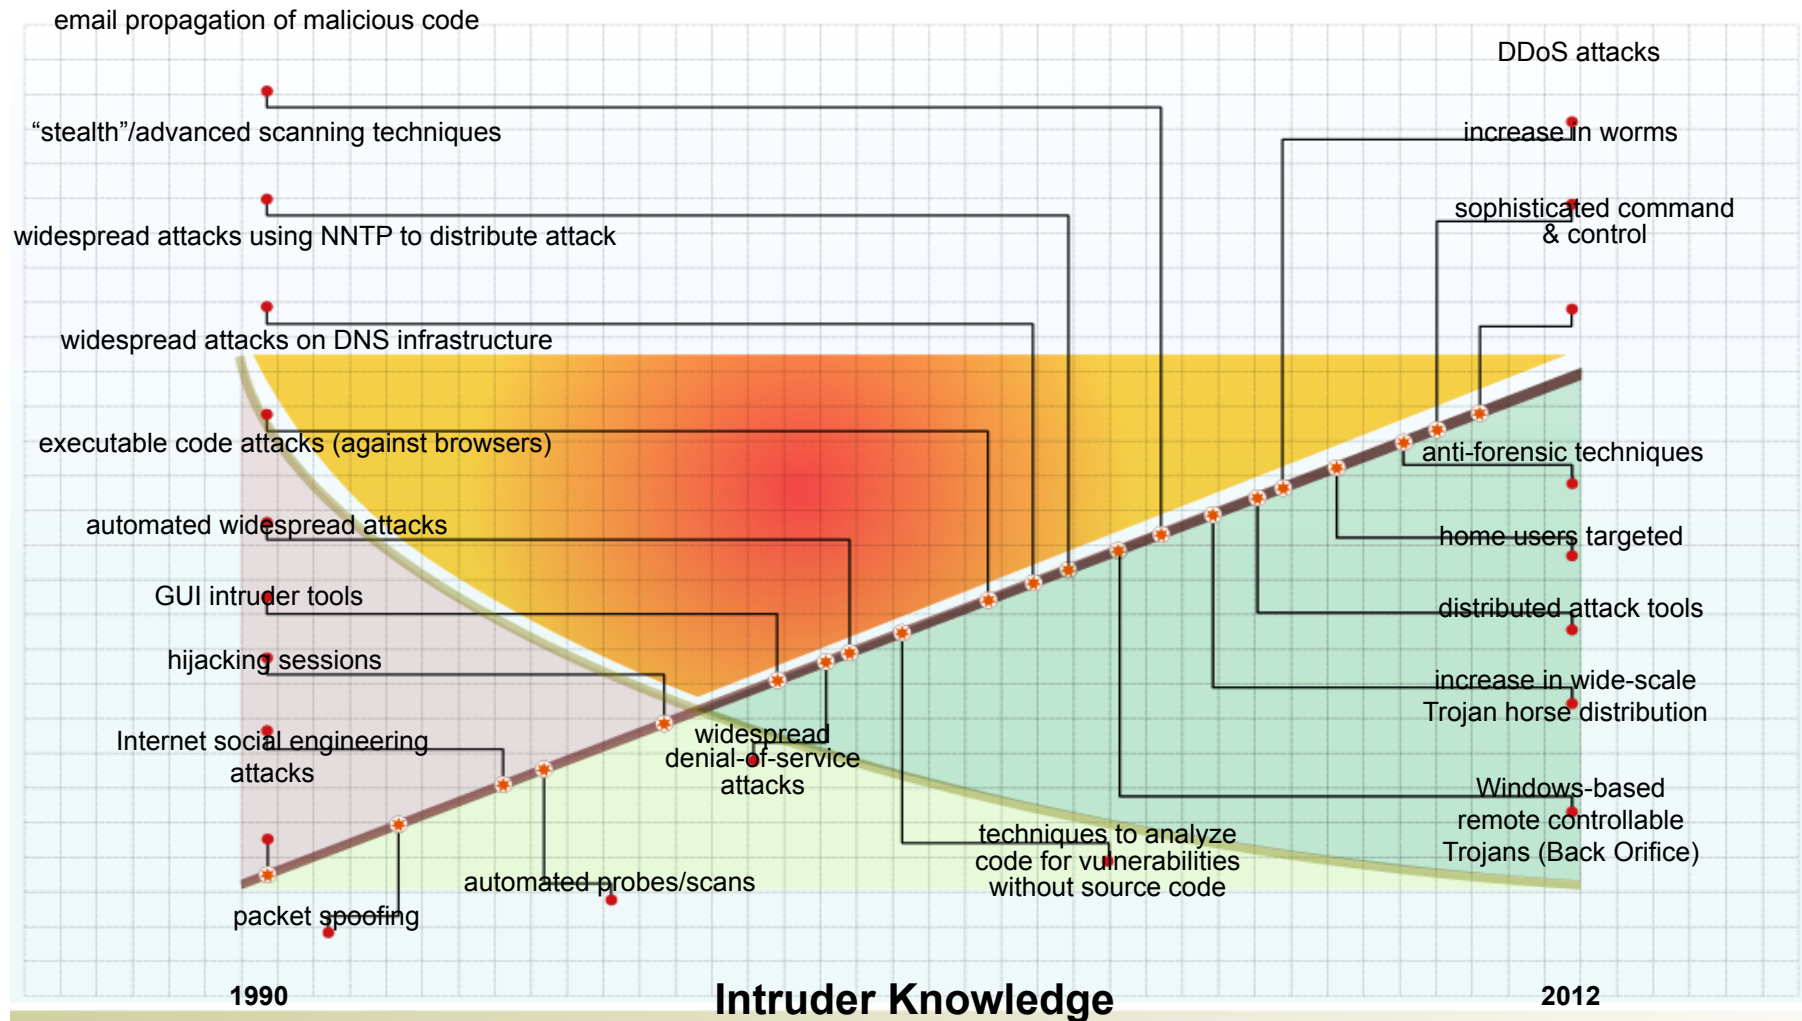 email propagation of malicious code
DDoS attacks
“stealth”/advanced scanning techniques
increase in worms
widespread attacks using NNTP to distribute attack
sophisticated command
& control
widespread attacks on DNS infrastructure
executable code attacks (against browsers)
anti-forensic techniques
automated widespread attacks
home users targeted
GUI intruder tools
distributed attack tools
hijacking sessions
increase in wide-scale
Trojan horse distribution
Internet social engineering
attacks
widespread
denial-of-service
attacks
Windows-based
remote controllable
Trojans (Back Orifice)
techniques to analyze
code for vulnerabilities
without source code
automated probes/scans
packet spoofing
1990
Intruder Knowledge
2012